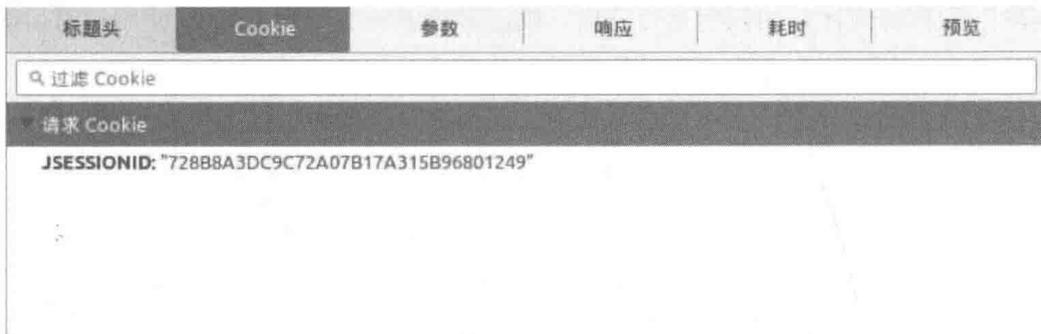 标题头 Cookie 参数 响应 耗时 预览
过滤 Cookie
请求 Cookie
JSESSIONID: "728B8A3DC9C72A07B17A315B96801249"